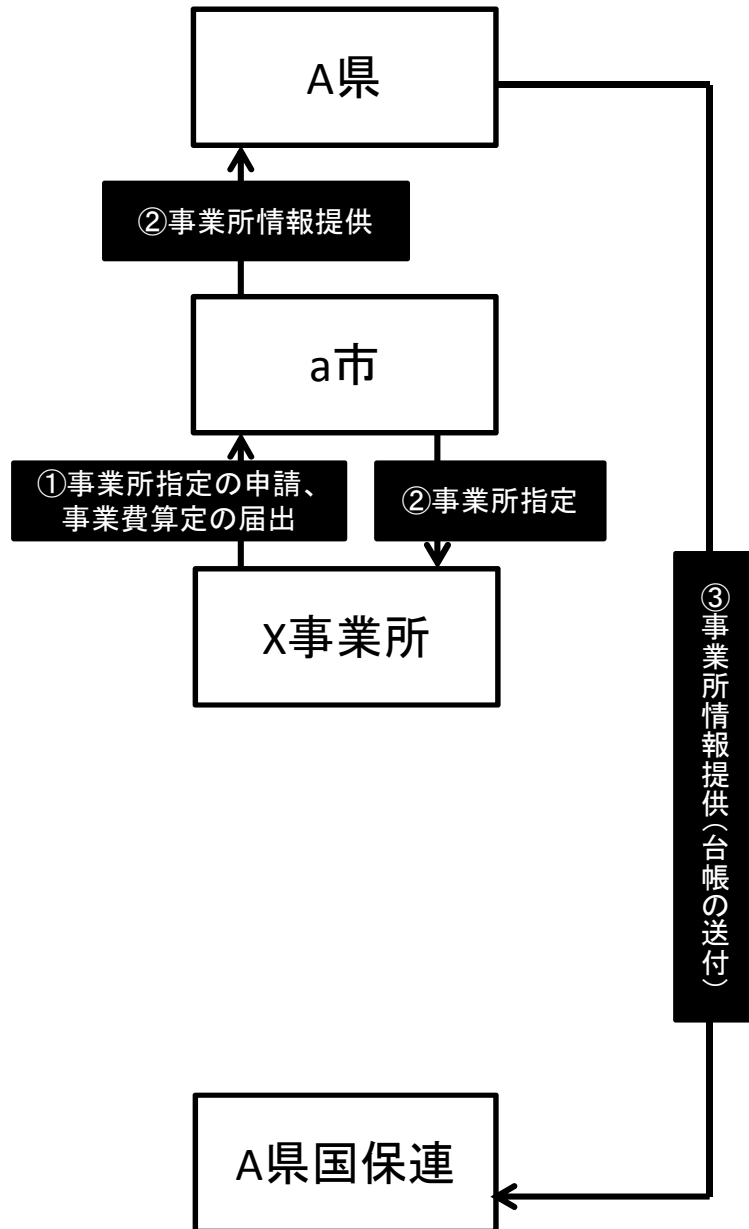 A県
②事業所情報提供
a市
①事業所指定の申請、
事業費算定の届出
②事業所指定
X事業所
③事業所情報提供(台帳の送付)
A県国保連